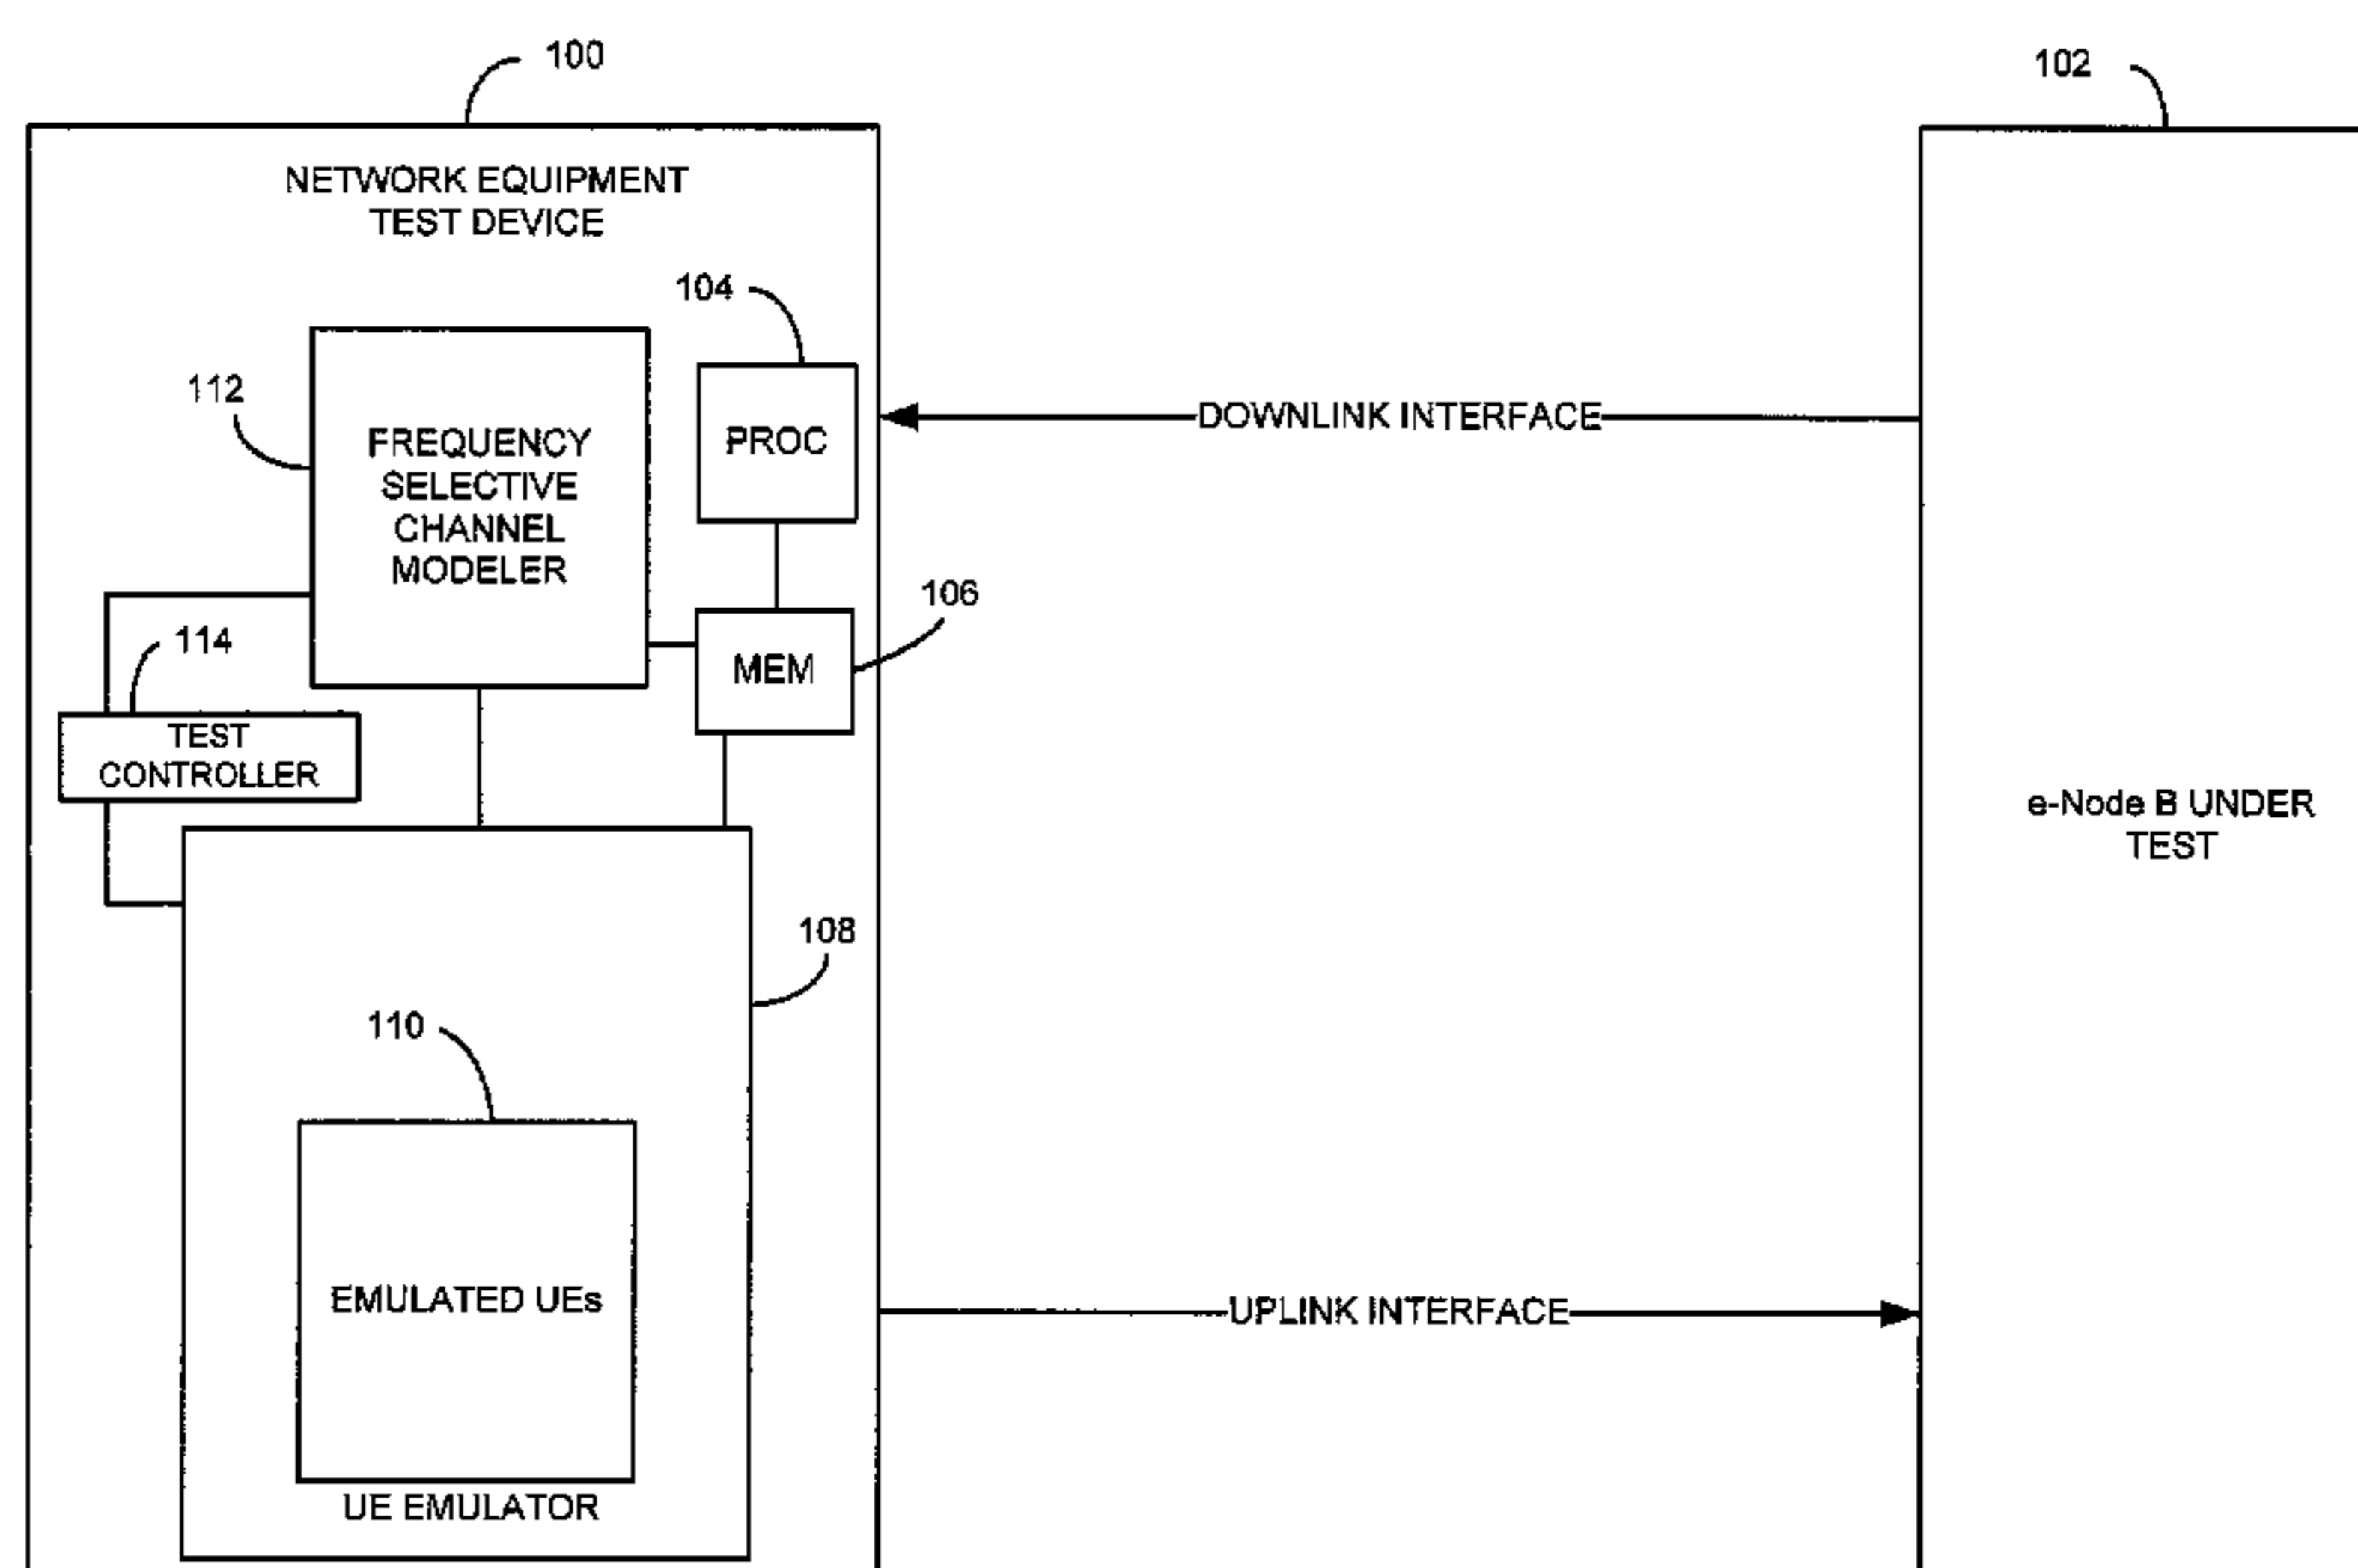 100
102
NETWORK EQUIPMENT
TEST DEVICE
104
112
FREQUENCY
SELECTIVE
CHANNEL
MODELER
PROC
DOWNLINK INTERFACE
106
114
MEM
TEST
CONTROLLER
e-Node B UNDER
TEST
108
110
EMULATED UEs
UPLINK INTERFACE
UE EMULATOR